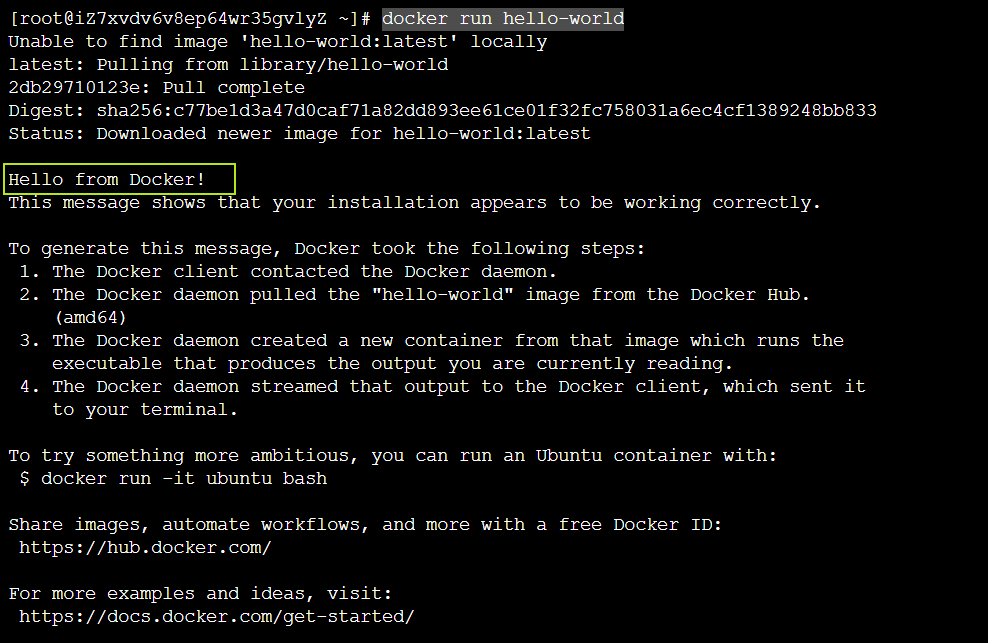 [root@iZ7xvdv6v8ep64wr35gvlyZ ~]# docker run hello-world
Unable to find image 'hello-world:latest' locally
latest: Pulling from library/hello-world
2db29710123e: Pull complete
Digest: sha256:c77be1d3a47d0caf71a82dd893ee61ce01f32fc758031a6ec4cf1389248bb833
Status: Downloaded newer image for hello-world:latest

Hello from Docker!
This message shows that your installation appears to be working correctly.

To generate this message, Docker took the following steps:
 1. The Docker client contacted the Docker daemon.
 2. The Docker daemon pulled the "hello-world" image from the Docker Hub.
    (amd64)
 3. The Docker daemon created a new container from that image which runs the
    executable that produces the output you are currently reading.
 4. The Docker daemon streamed that output to the Docker client, which sent it
    to your terminal.

To try something more ambitious, you can run an Ubuntu container with:
 $ docker run -it ubuntu bash

Share images, automate workflows, and more with a free Docker ID:
 https://hub.docker.com/

For more examples and ideas, visit:
 https://docs.docker.com/get-started/